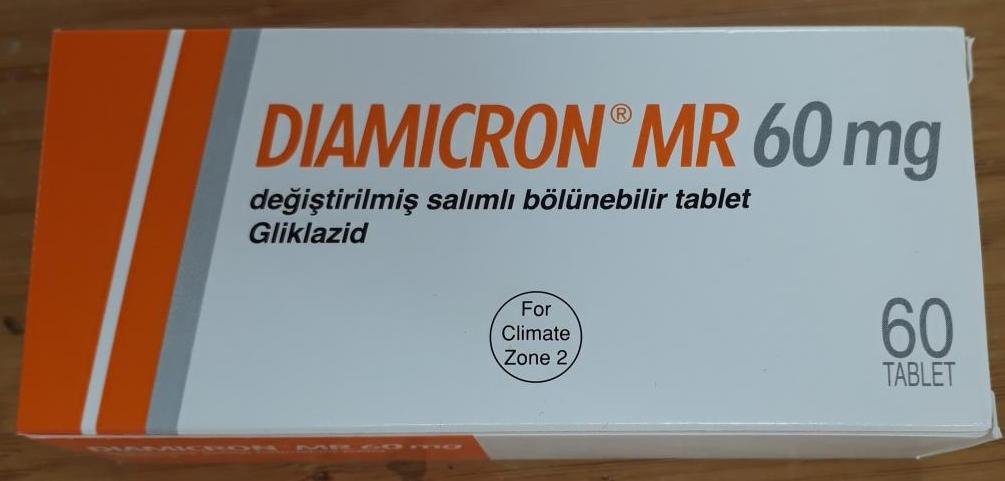 DIAMICRON® MR 60 mg
değiştirilmiş salımlı bölünebilir tablet
Gliklazid
For
Climate
Zone 2
60
TABLET
DIAMICRON MR 60 mg